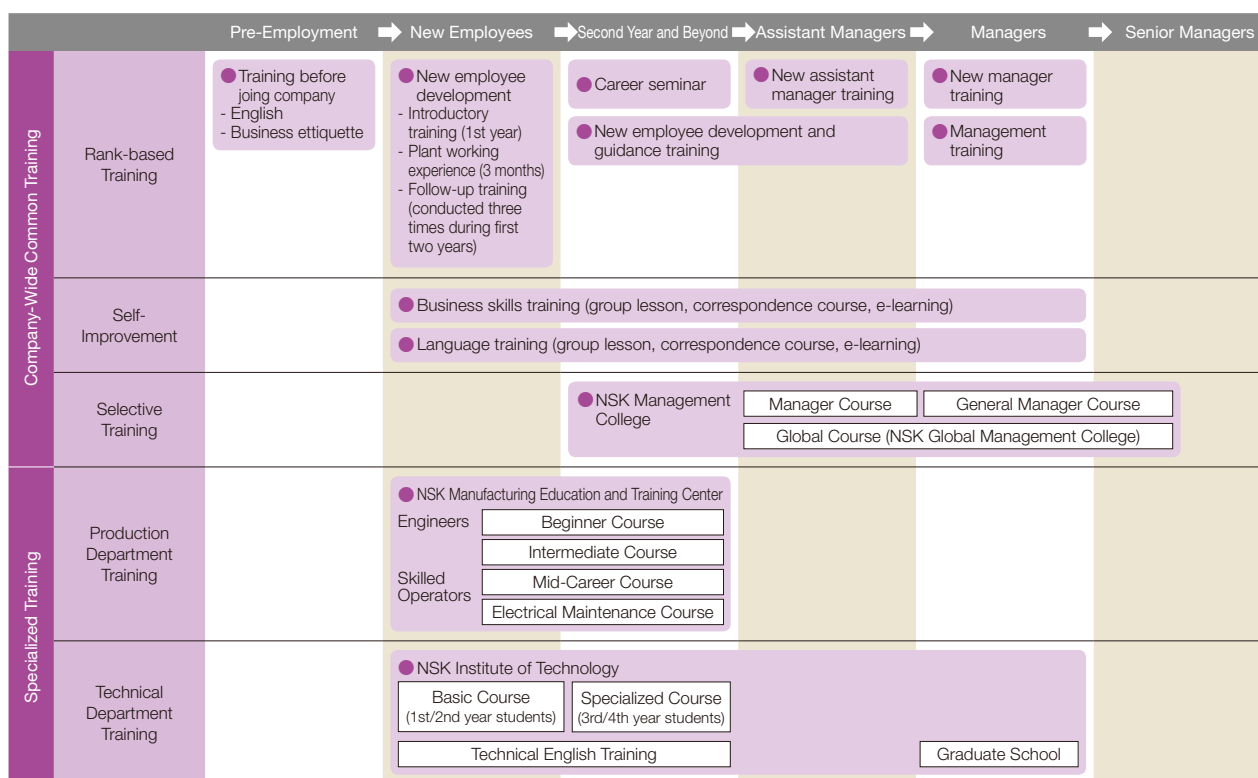 Pre-Employment
New Employees
Second Year and Beyond
Assistant Managers
Managers
Senior Managers
Company-Wide Common Training
Rank-based
Training
Training before
joing company
- English
- Business ettiquette
New employee
development
- Introductory
training (1st year)
- Plant working
experience (3 months)
- Follow-up training
(conducted three
times during first
two years)
Career seminar
New employee development and
guidance training
New assistant
manager training
New manager
training
Management
training
Self-
Improvement
Business skills training (group lesson, correspondence course, e-learning)
Language training (group lesson, correspondence course, e-learning)
Selective
Training
NSK Management
College
Manager Course
General Manager Course
Global Course (NSK Global Management College)
Specialized Training
Production
Department
Training
NSK Manufacturing Education and Training Center
Engineers
Beginner Course
Intermediate Course
Skilled
Operators
Mid-Career Course
Electrical Maintenance Course
Technical
Department
Training
NSK Institute of Technology
Basic Course
(1st/2nd year students)
Specialized Course
(3rd/4th year students)
Technical English Training
Graduate School